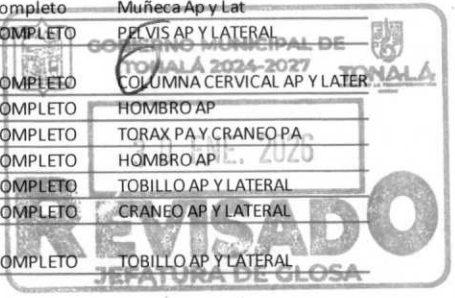 ompleto Muñeca Ap y Lat
OMPLETO PELVIS AP Y LATERAL
GOBIERNO MUNICIPAL DE
TONALÁ 2024-2027
TONALÁ
OMPLETO COLUMNA CERVICAL AP Y LATER
OMPLETO HOMBRO AP
OMPLETO TORAX PA Y CRANEO PA
ENE. 2026
OMPLETO HOMBRO AP
OMPLETO TOBILLO AP Y LATERAL
OMPLETO CRANEO AP Y LATERAL
REVISADO
OMPLETO TOBILLO AP Y LATERAL
JEFATURA DE GLOSA